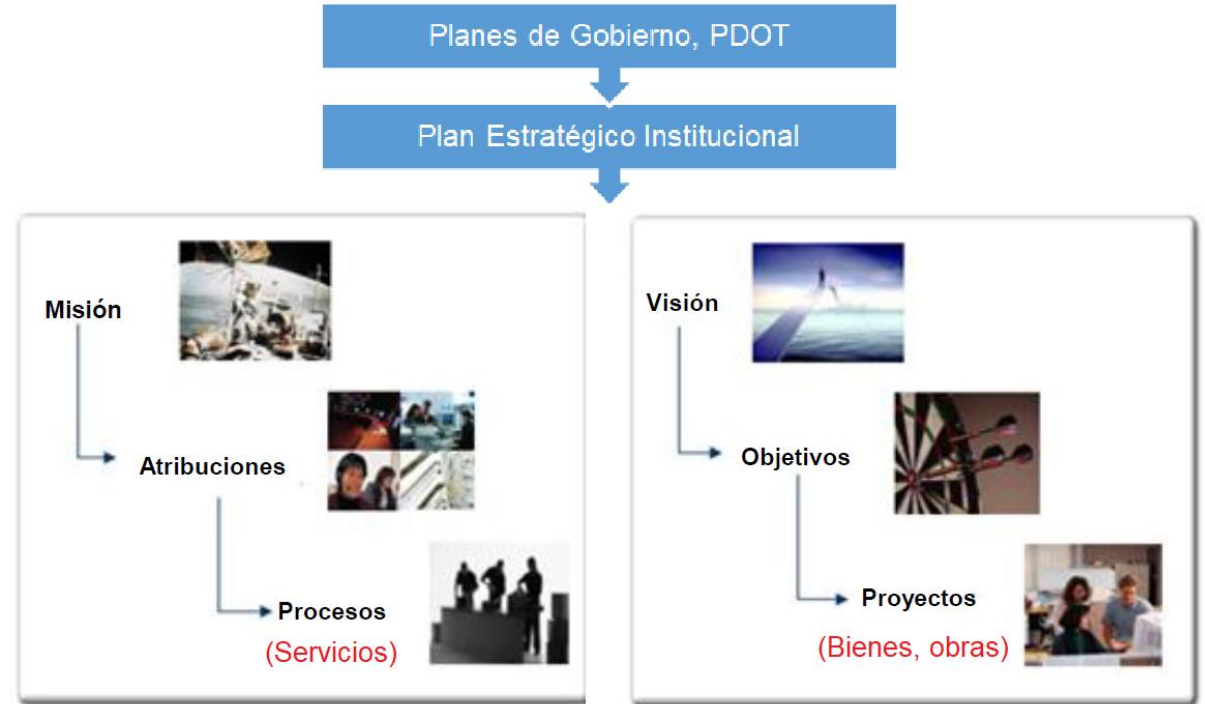 Planes de Gobierno, PDOT
Plan Estratégico Institucional
Misión
Atribuciones
Procesos
(Servicios)
Visión
Objetivos
Proyectos
(Bienes, obras)